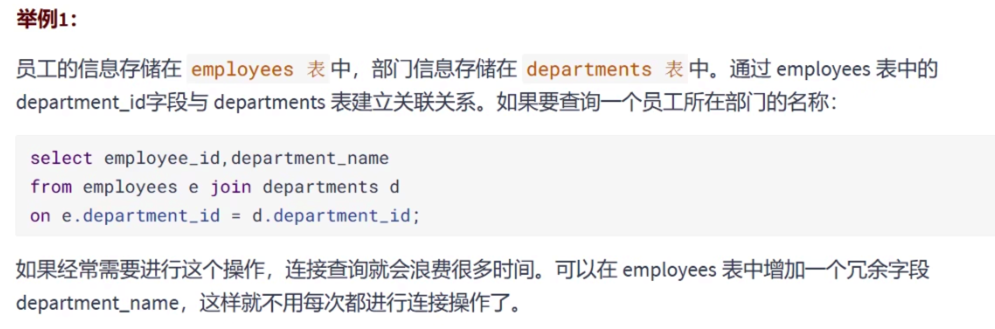 举例1：
员工的信息存储在 employees 表 中，部门信息存储在 departments 表 中。通过 employees 表中的
department_id字段与 departments 表建立关联关系。如果要查询一个员工所在部门的名称：
select employee_id,department_name
from employees e join departments d
on e.department_id = d.department_id;
如果经常需要进行这个操作，连接查询就会浪费很多时间。可以在 employees 表中增加一个冗余字段
department_name，这样就不用每次都进行连接操作了。